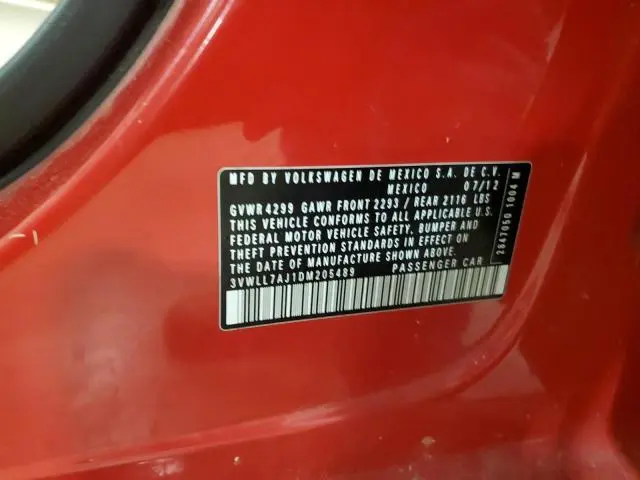 MFD BY VOLKSWAGEN DE MEXICO S.A. DE C.V.
MEXICO 07/12
GVWR 4299 GAWR FRONT 2293 / REAR 2116 LBS
THIS VEHICLE CONFORMS TO ALL APPLICABLE U.S.
FEDERAL MOTOR VEHICLE SAFETY, BUMPER AND
THEFT PREVENTION STANDARDS IN EFFECT ON
THE DATE OF MANUFACTURE SHOWN ABOVE.
3VWLL7AJ1DM205489 PASSENGER CAR
2847050 1004 M